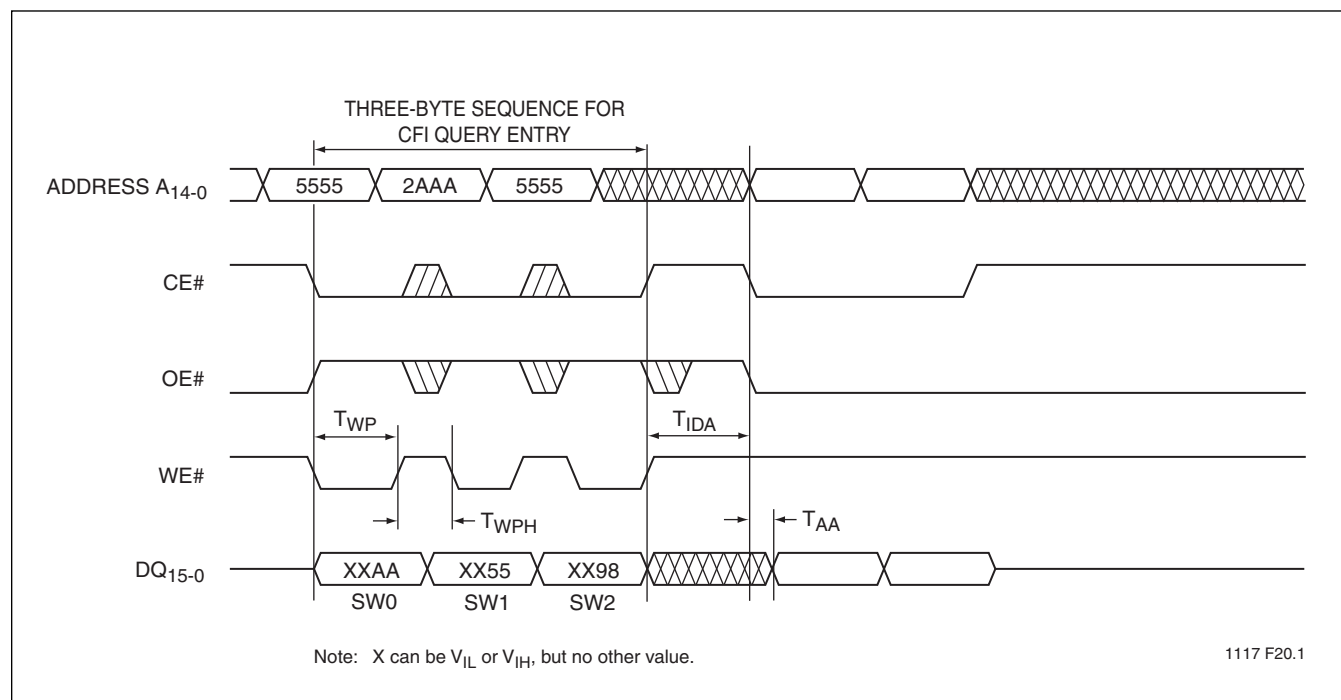 THREE-BYTE SEQUENCE FOR
CFI QUERY ENTRY
ADDRESS A14-0
5555 2AAA 5555
CE#
OE#
TWP TIDA
WE#
TWPH TAA
DQ15-0
XXAA XX55 XX98
SW0 SW1 SW2
Note: X can be VIL or VIH, but no other value.
1117 F20.1